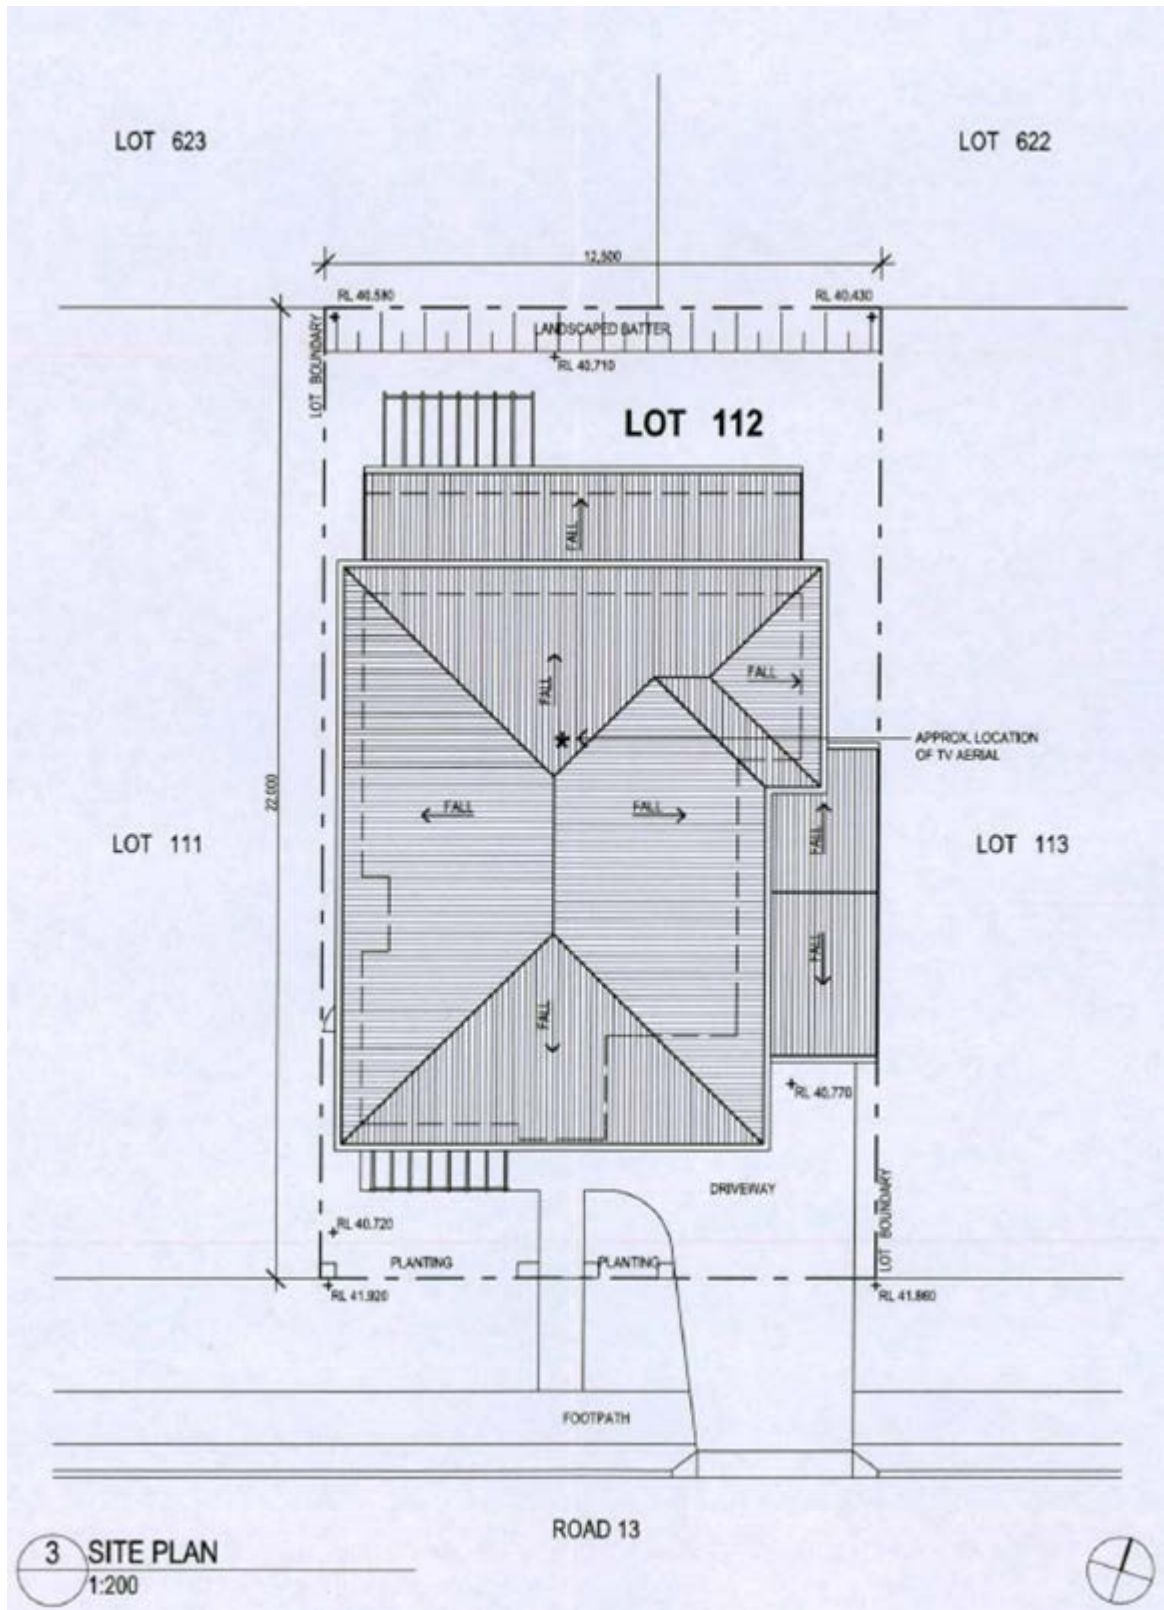 LOT 623
LOT 622
12,500
RL 40.580
RL 40.430
LANDSCAPED BATTER
LOT BOUNDARY
RL 40.710
LOT 112
FALL
FALL
FALL
APPROX. LOCATION
OF TV AERIAL
22,000
FALL
FALL
LOT 111
FALL
LOT 113
FALL
FALL
RL 40.770
DRIVEWAY
LOT BOUNDARY
RL 40.720
PLANTING
PLANTING
RL 41.920
RL 41.860
FOOTPATH
ROAD 13
3
SITE PLAN
1:200